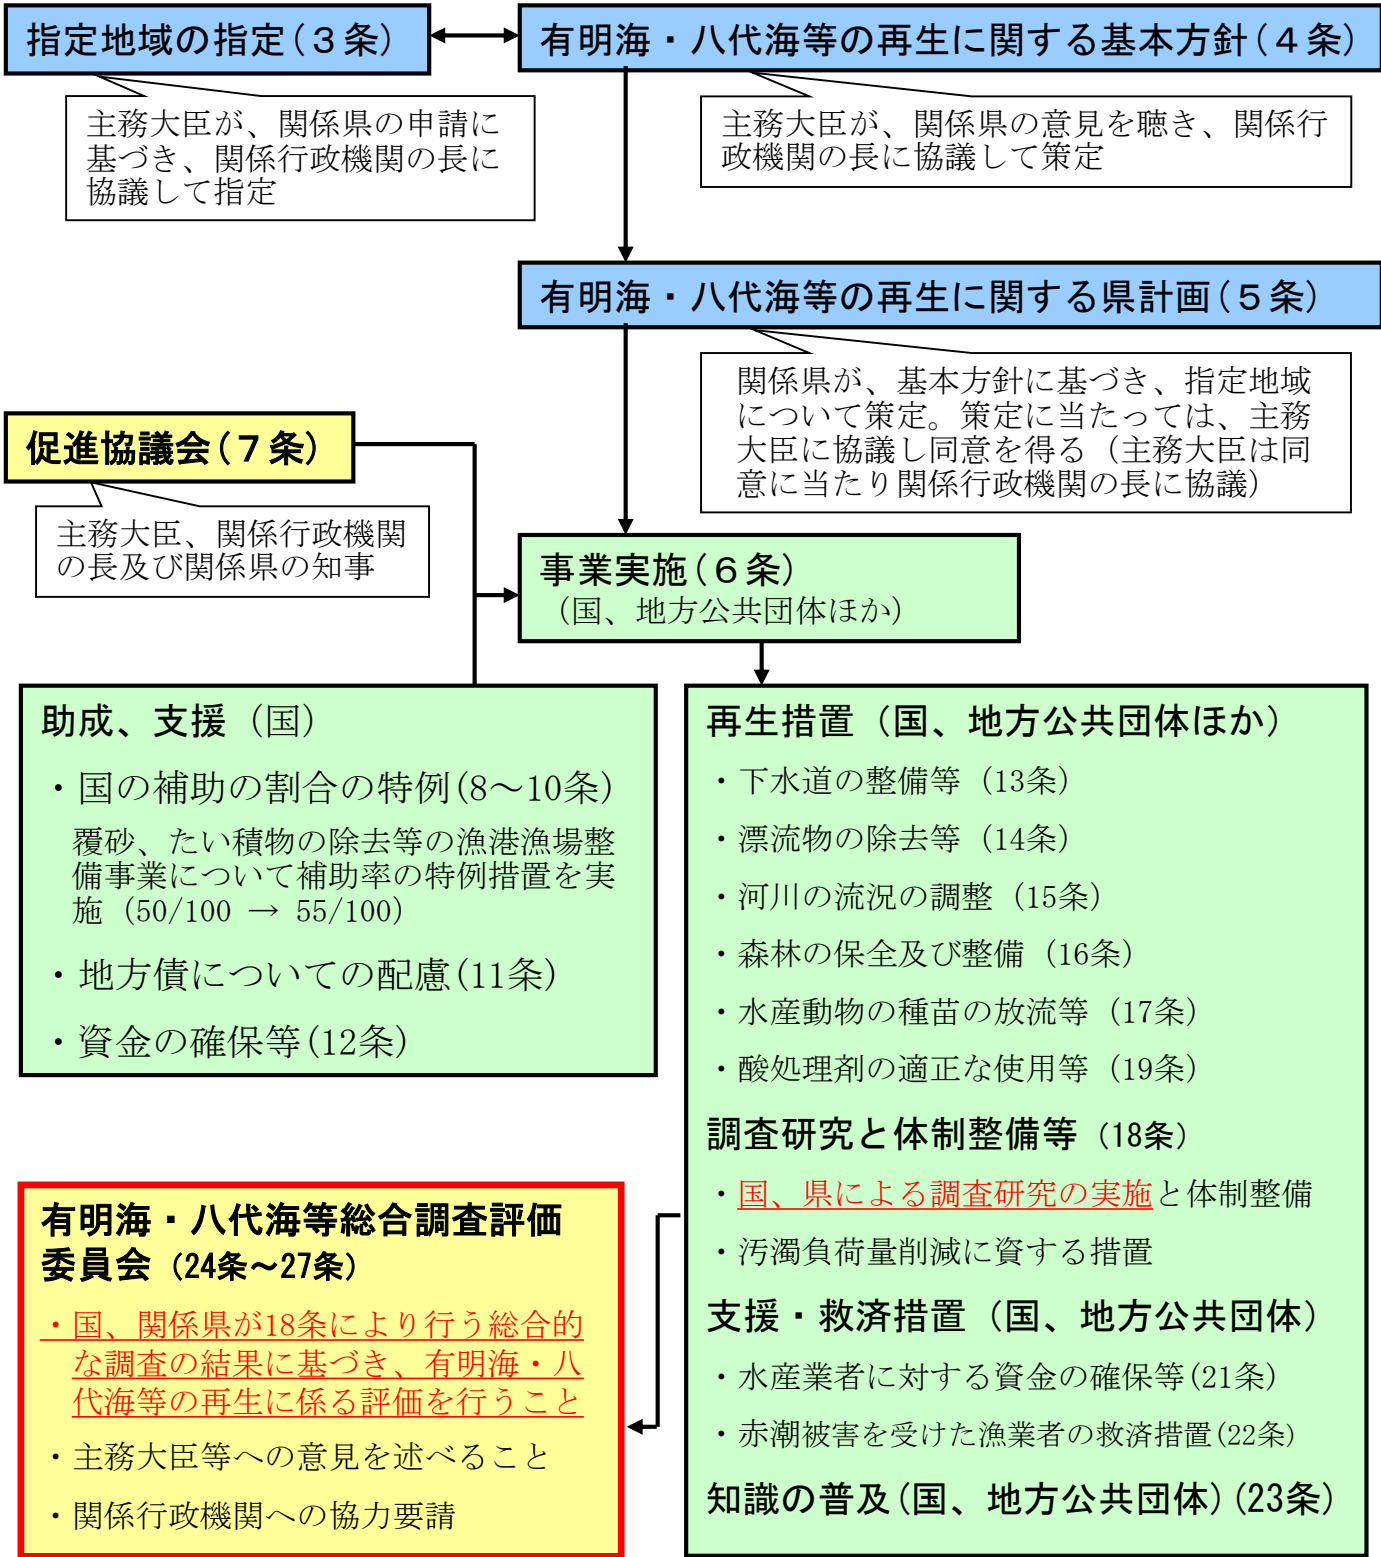 指定地域の指定(３条)
有明海・八代海等の再生に関する基本方針(４条)
主務大臣が、関係県の申請に
基づき、関係行政機関の長に
協議して指定
主務大臣が、関係県の意見を聴き、関係行
政機関の長に協議して策定
有明海・八代海等の再生に関する県計画(５条)
関係県が、基本方針に基づき、指定地域
について策定。策定に当たっては、主務
大臣に協議し同意を得る（主務大臣は同
意に当たり関係行政機関の長に協議）
促進協議会(７条)
主務大臣、関係行政機関
の長及び関係県の知事
事業実施(６条)
（国、地方公共団体ほか）
助成、支援（国）
・国の補助の割合の特例(8～10条)
覆砂、たい積物の除去等の漁港漁場整
備事業について補助率の特例措置を実
施（50/100 → 55/100）
・地方債についての配慮(11条)
・資金の確保等(12条)
再生措置（国、地方公共団体ほか）
・下水道の整備等（13条）
・漂流物の除去等（14条）
・河川の流況の調整（15条）
・森林の保全及び整備（16条）
・水産動物の種苗の放流等（17条）
・酸処理剤の適正な使用等（19条）
調査研究と体制整備等（18条）
・国、県による調査研究の実施と体制整備
・汚濁負荷量削減に資する措置
支援・救済措置（国、地方公共団体）
・水産業者に対する資金の確保等(21条)
・赤潮被害を受けた漁業者の救済措置(22条)
知識の普及(国、地方公共団体)(23条)
有明海・八代海等総合調査評価
委員会（24条～27条）
・国、関係県が18条により行う総合的
な調査の結果に基づき、有明海・八
代海等の再生に係る評価を行うこと
・主務大臣等への意見を述べること
・関係行政機関への協力要請